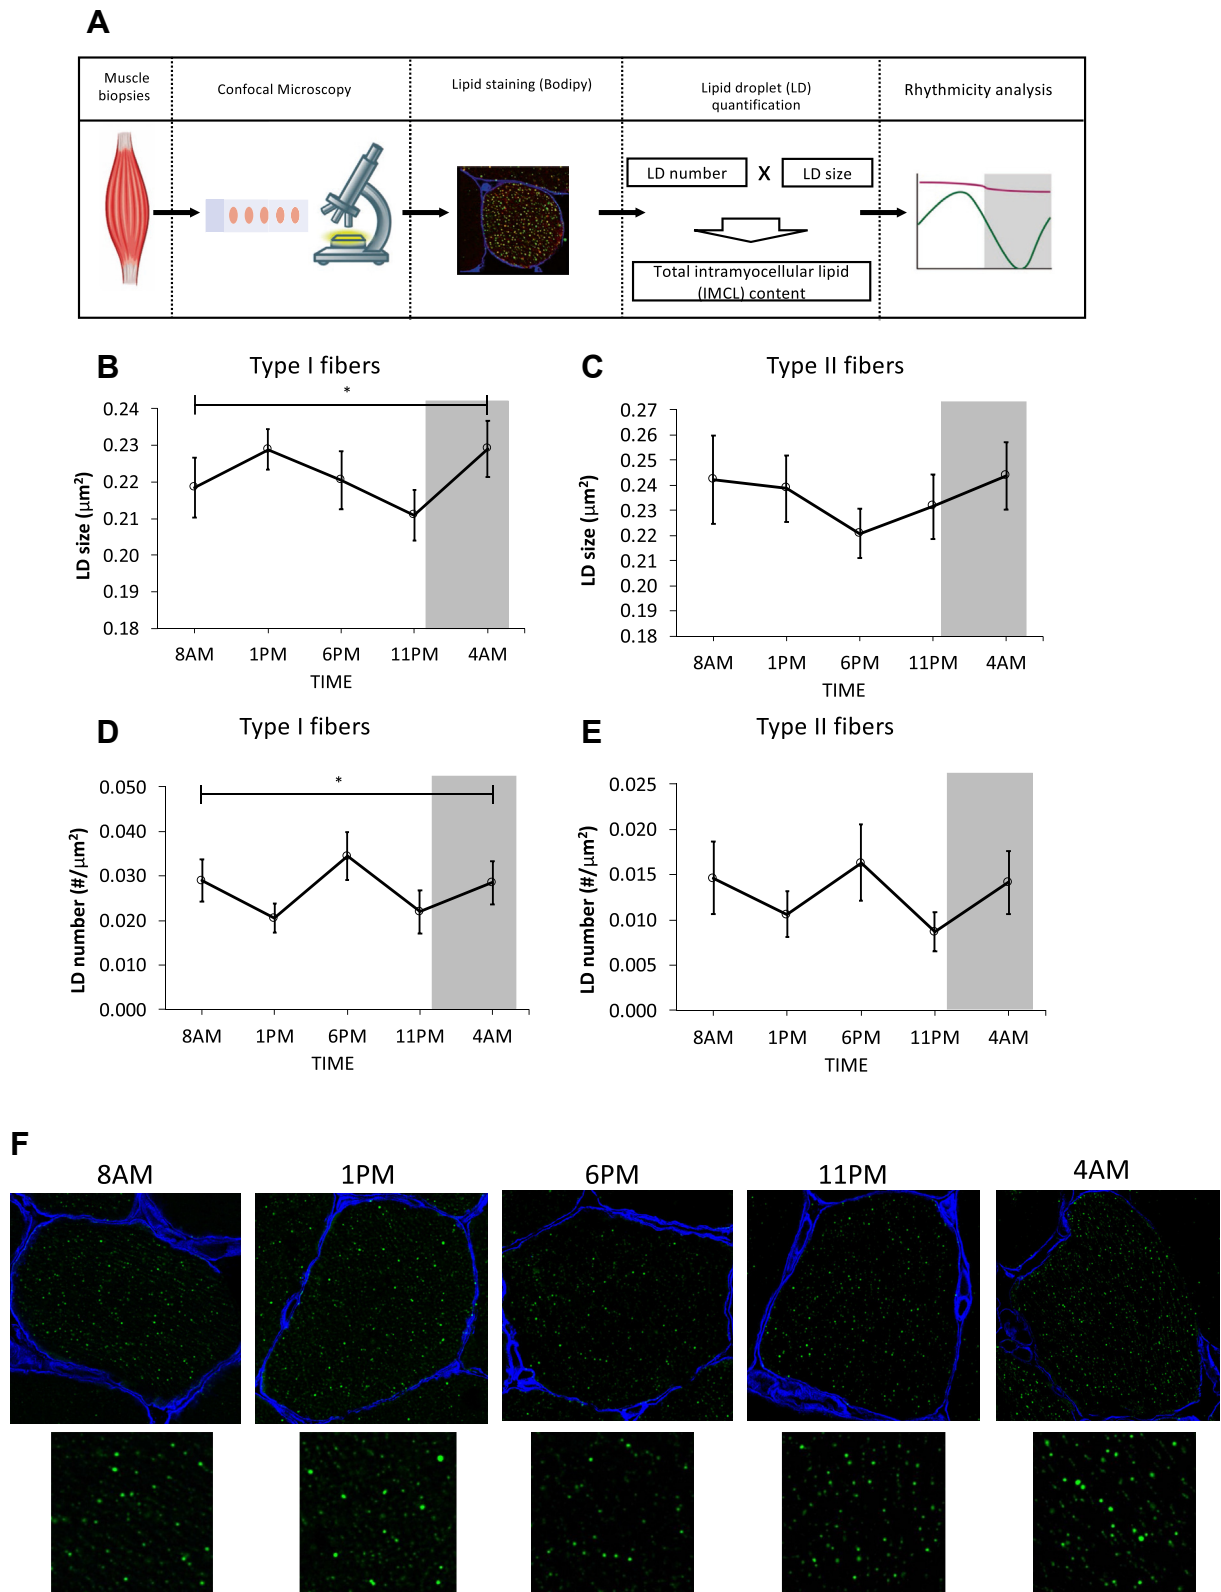 A
Muscle
biopsies
Confocal Microscopy
Lipid staining (Bodipy)
Lipid droplet (LD)
quantification
Rhythmicity analysis
LD number
X
LD size
Total intramyocellular lipid
(IMCL) content
B
Type I fibers
*
0.24
0.23
0.22
0.21
0.20
0.19
0.18
LD size (μm²)
8AM 1PM 6PM 11PM 4AM
TIME
C
Type II fibers
0.27
0.26
0.25
0.24
0.23
0.22
0.21
0.20
0.19
0.18
LD size (μm²)
8AM 1PM 6PM 11PM 4AM
TIME
D
Type I fibers
*
0.050
0.040
0.030
0.020
0.010
0.000
LD number (#/μm²)
8AM 1PM 6PM 11PM 4AM
TIME
E
Type II fibers
0.025
0.020
0.015
0.010
0.005
0.000
LD number (#/μm²)
8AM 1PM 6PM 11PM 4AM
TIME
F
8AM 1PM 6PM 11PM 4AM